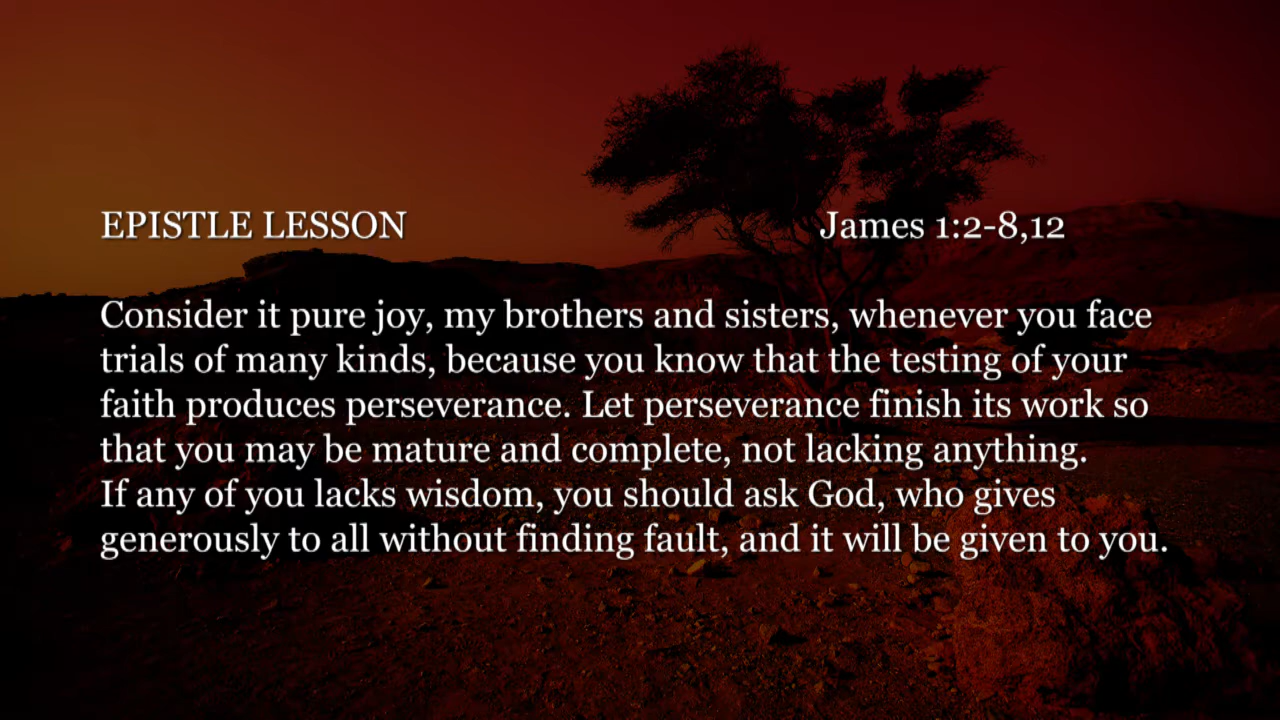 EPISTLE LESSON James 1:2-8,12
Consider it pure joy, my brothers and sisters, whenever you face
trials of many kinds, because you know that the testing of your
faith produces perseverance. Let perseverance finish its work so
that you may be mature and complete, not lacking anything.
If any of you lacks wisdom, you should ask God, who gives
generously to all without finding fault, and it will be given to you.